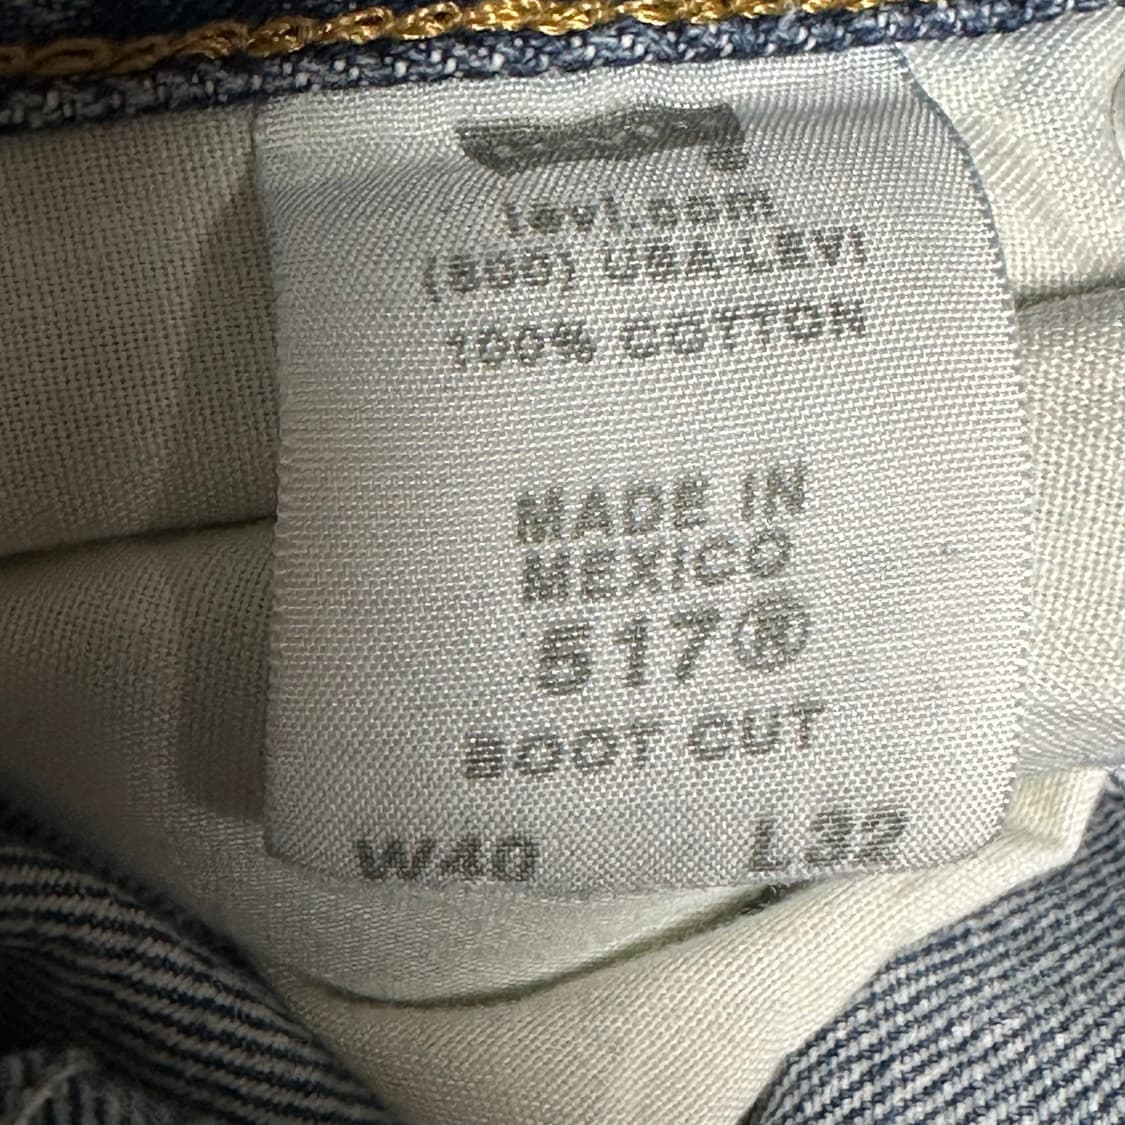 levi.com
(800) USA-LEVI
100% COTTON
MADE IN
MEXICO
517®
BOOT CUT
W40 L32